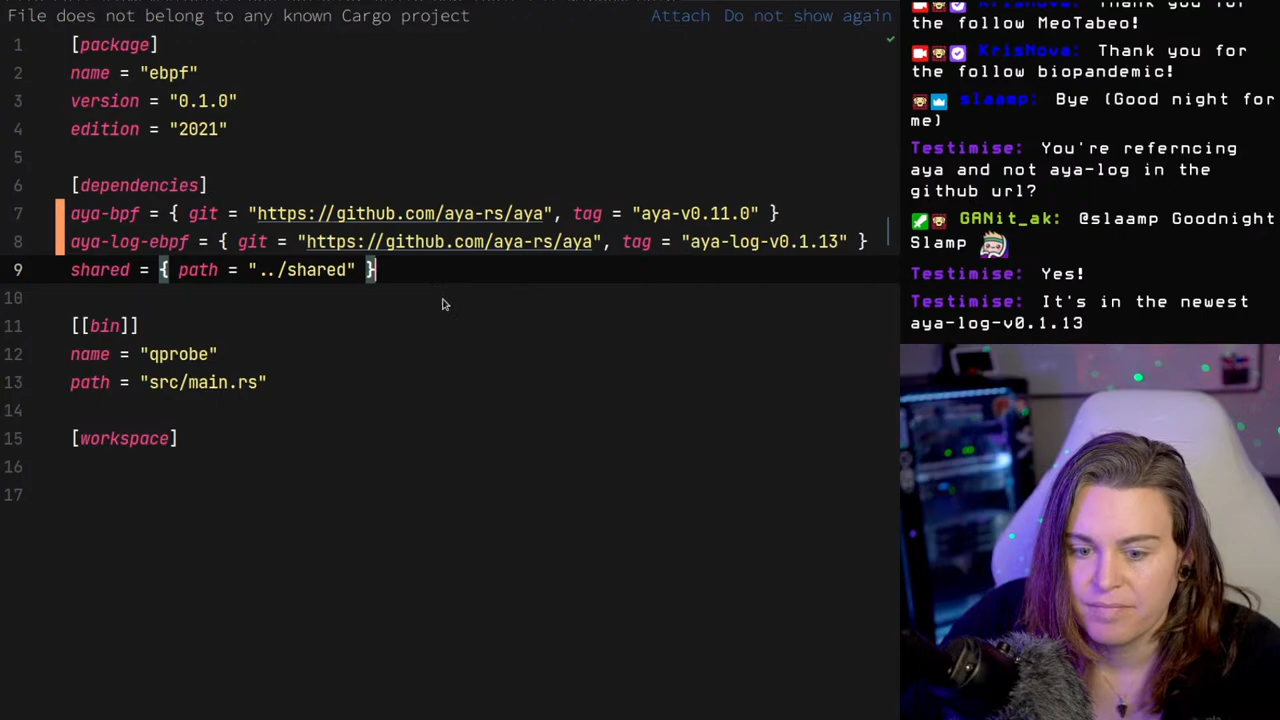 File does not belong to any known Cargo project
Attach Do not show again
1 [package]
2 name = "ebpf"
3 version = "0.1.0"
4 edition = "2021"
5
6 [dependencies]
7 aya-bpf = { git = "https://github.com/aya-rs/aya", tag = "aya-v0.11.0" }
8 aya-log-ebpf = { git = "https://github.com/aya-rs/aya", tag = "aya-log-v0.1.13" }
9 shared = { path = "../shared" }
10
11 [[bin]]
12 name = "qprobe"
13 path = "src/main.rs"
14
15 [workspace]
16
17
KrisNova: Thank you for
the follow MeoTabeo!
KrisNova: Thank you for
the follow biopandemic!
slaamp: Bye (Good night for
me)
Testimise: You're referncing
aya and not aya-log in the
github url?
GANit_ak: @slaamp Goodnight
Slamp
Testimise: Yes!
Testimise: It's in the newest
aya-log-v0.1.13